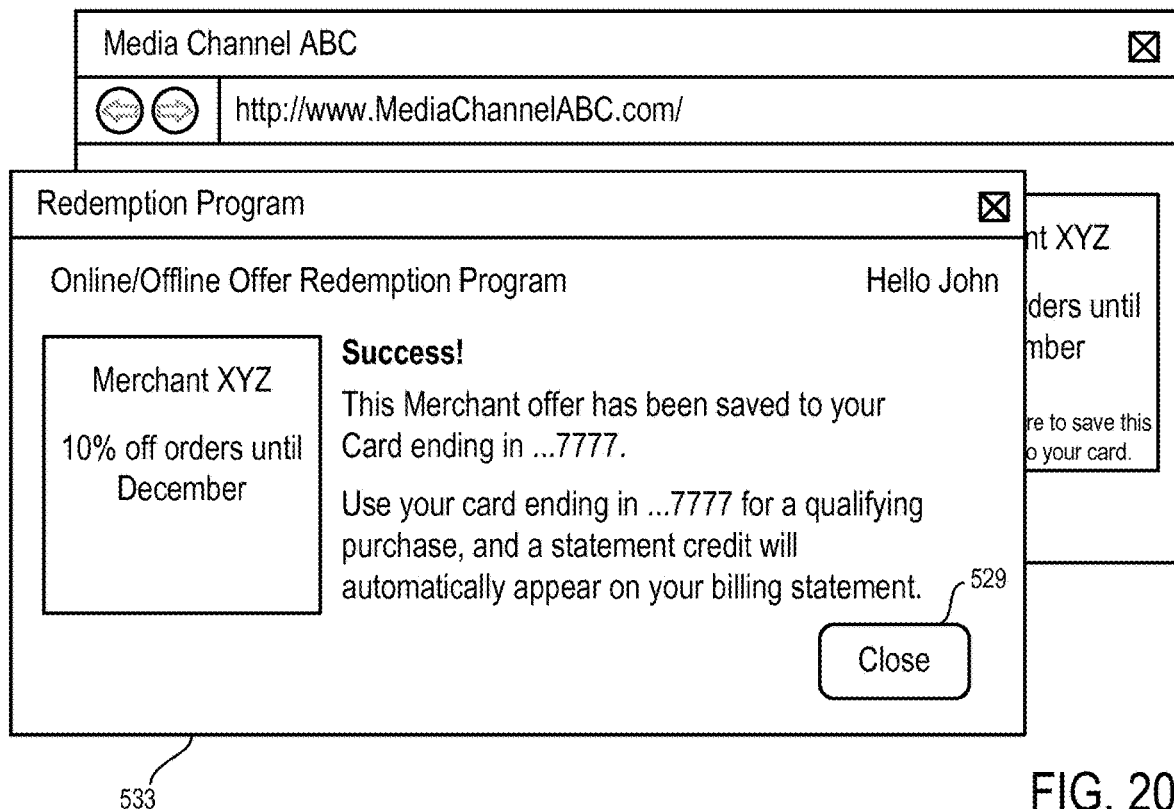 Media Channel ABC
http://www.MediaChannelABC.com/
Redemption Program
Online/Offline Offer Redemption Program
Hello John
Merchant XYZ
10% off orders until
December
Success!
This Merchant offer has been saved to your
Card ending in ...7777.
Use your card ending in ...7777 for a qualifying
purchase, and a statement credit will
automatically appear on your billing statement.
529
Close
nt XYZ
ders until
mber
re to save this
o your card.
533
FIG. 20